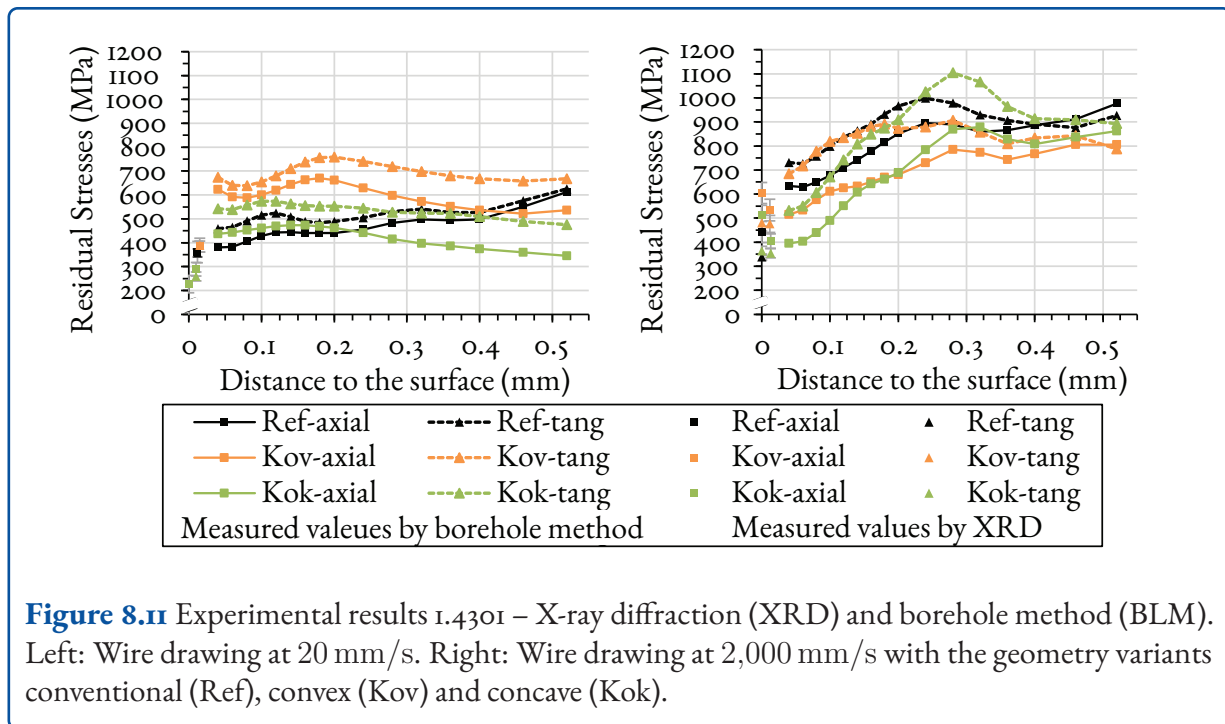 1200
1100
1000
900
800
700
600
500
400
300
200
0
Residual Stresses (MPa)
0 0.1 0.2 0.3 0.4 0.5
Distance to the surface (mm)
1200
1100
1000
900
800
700
600
500
400
300
200
0
Residual Stresses (MPa)
0 0.1 0.2 0.3 0.4 0.5
Distance to the surface (mm)
Ref-axial Ref-tang Ref-axial Ref-tang
Kov-axial Kov-tang Kov-axial Kov-tang
Kok-axial Kok-tang Kok-axial Kok-tang
Measured valeues by borehole method Measured values by XRD
Figure 8.11 Experimental results 1.4301 – X-ray diffraction (XRD) and borehole method (BLM).
Left: Wire drawing at 20 mm/s. Right: Wire drawing at 2,000 mm/s with the geometry variants
conventional (Ref), convex (Kov) and concave (Kok).